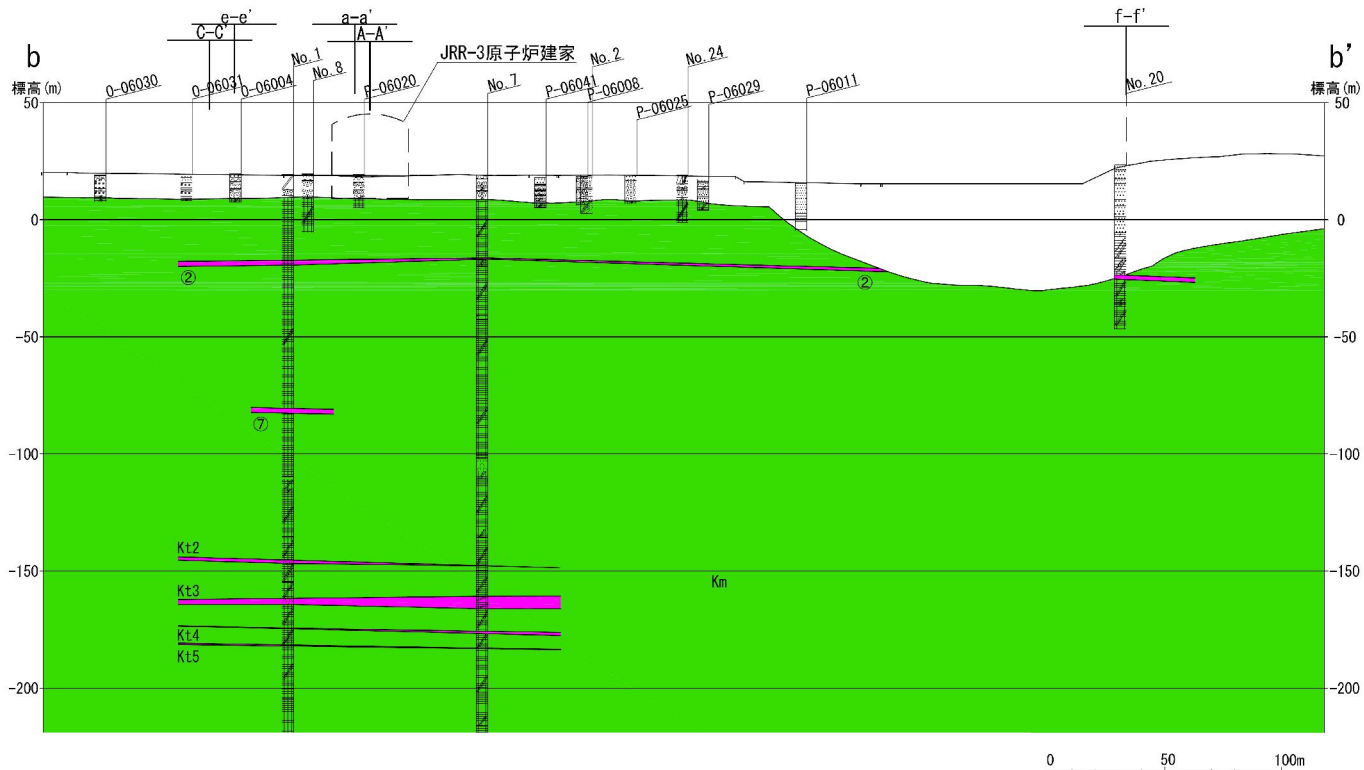 e-e'
C-C'
a-a'
A-A'
f-f'
b
b'
JRR-3原子炉建家
標高(m)
標高(m)
O-06030
O-06031
O-06004
No.1
No.8
P-06020
No.7
P-06041
No.2
P-06008
P-06025
No.24
P-06029
P-06011
No.20
50
50
0
0
②
②
-50
-50
⑦
-100
-100
Kt2
-150
-150
Kt3
Km
Kt4
Kt5
-200
-200
0 50 100m